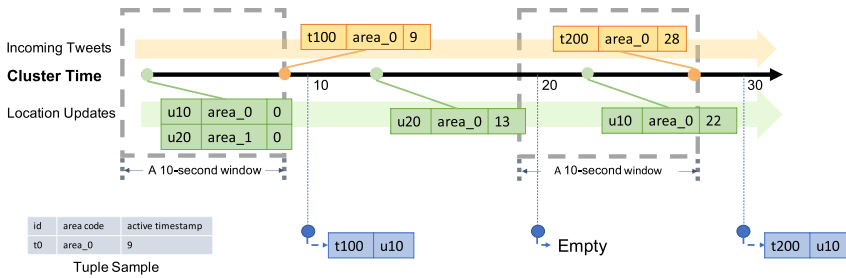 Incoming Tweets
t100 area_0 9
t200 area_0 28
Cluster Time
10
20
30
Location Updates
u10 area_0 0
u20 area_1 0
u20 area_0 13
u10 area_0 22
A 10-second window
A 10-second window
id area code active timestamp
t0 area_0 9
Tuple Sample
t100 u10
Empty
t200 u10